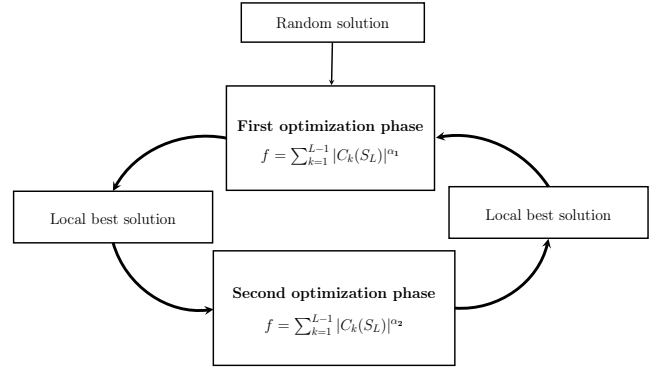 Random solution
First optimization phase
$f = \sum_{k=1}^{L-1} |C_k(S_L)|^{\alpha_1}$
Local best solution
Local best solution
Second optimization phase
$f = \sum_{k=1}^{L-1} |C_k(S_L)|^{\alpha_2}$